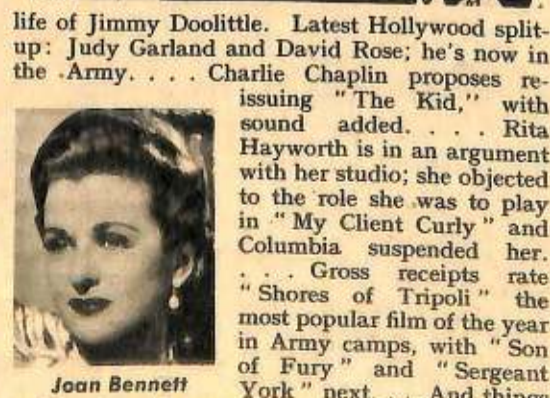 life of Jimmy Doolittle. Latest Hollywood split-
up: Judy Garland and David Rose; he's now in
the Army. . . . Charlie Chaplin proposes re-
issuing "The Kid," with
sound added. . . . Rita
Hayworth is in an argument
with her studio; she objected
to the role she was to play
in "My Client Curly" and
Columbia suspended her.
. . . Gross receipts rate
"Shores of Tripoli" the
most popular film of the year
in Army camps, with "Son
of Fury" and "Sergeant
York" next. . . . And things
Joan Bennett